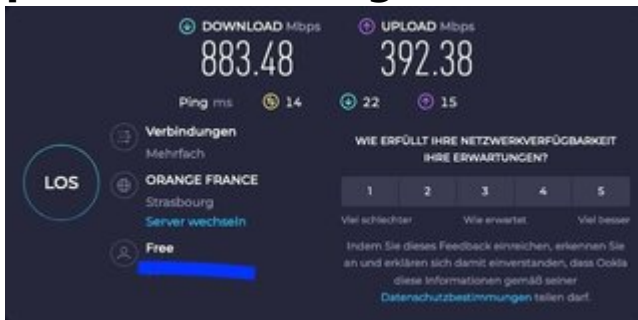 DOWNLOAD Mbps
UPLOAD Mbps
883.48
392.38
Ping ms 14 22 15
Verbindungen
Mehrfach
LOS
ORANGE FRANCE
Strasbourg
Server wechseln
Free
WIE ERFÜLLT IHRE NETZWERKVERFÜGBARKEIT
IHRE ERWARTUNGEN?
1 2 3 4 5
Viel schlechter Wie erwartet Viel besser
Indem Sie dieses Feedback einreichen, erkennen Sie
an und erklären sich damit einverstanden, dass Ookla
diese Informationen gemäß seiner
Datenschutzbestimmungen teilen darf.